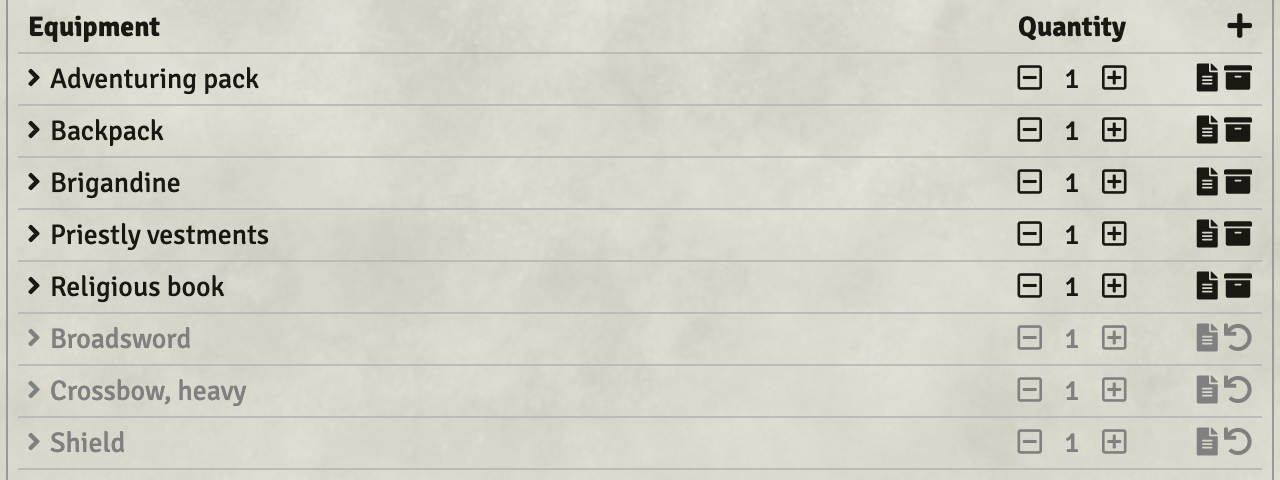 Equipment Quantity
Adventuring pack 1
Backpack 1
Brigandine 1
Priestly vestments 1
Religious book 1
Broadsword 1
Crossbow, heavy 1
Shield 1